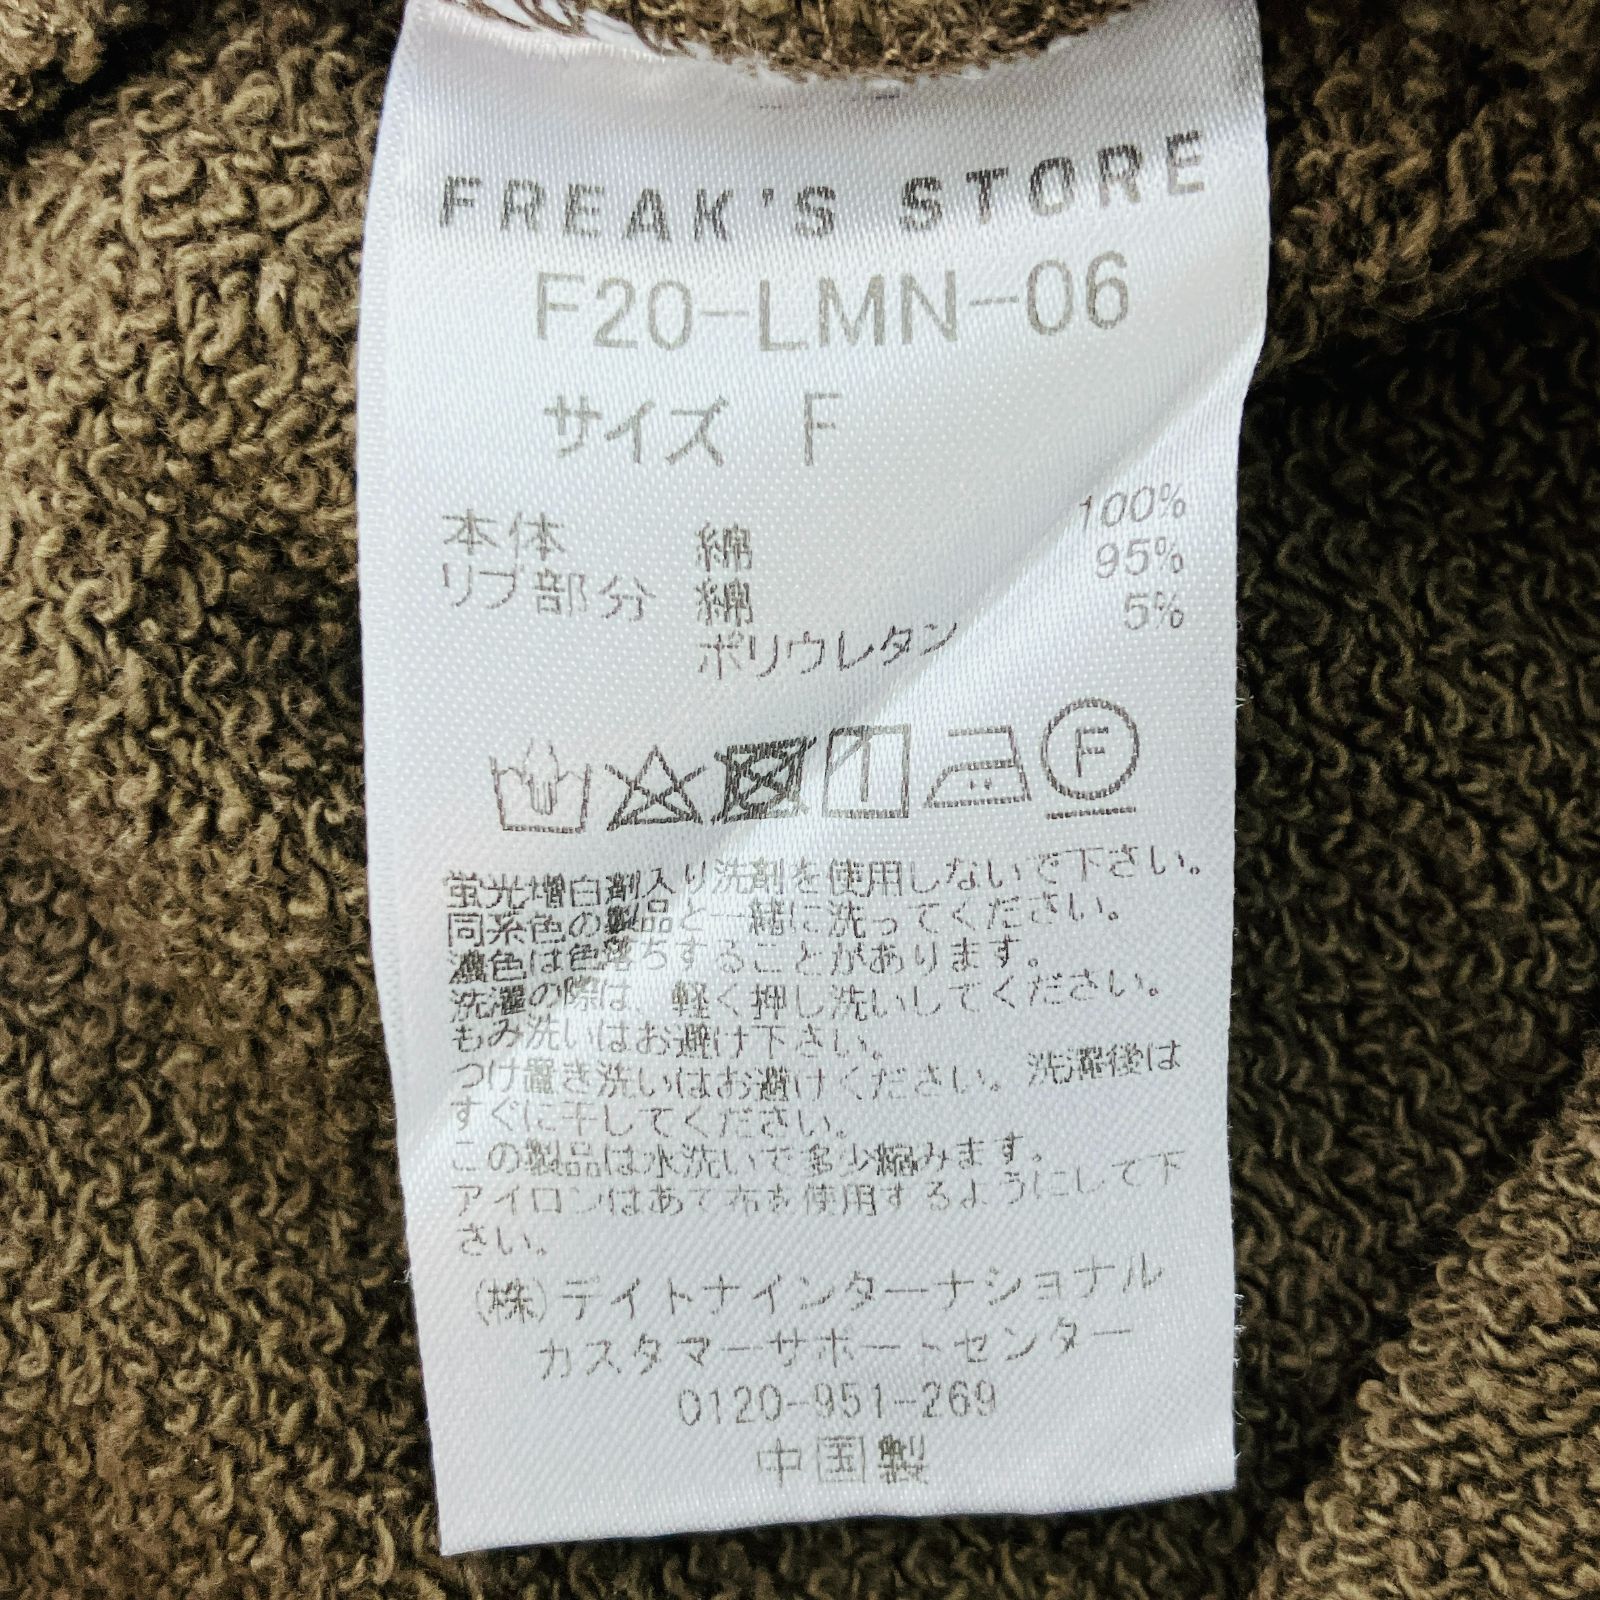 FREAK'S STORE
F20-LMN-06
サイズ F
本体 綿 100%
リブ部分 綿 95%
ポリウレタン 5%
F
蛍光増白剤入り洗剤を使用しないで下さい。
同系色の製品と一緒に洗ってください。
濃色は色落ちすることがあります。
洗濯の際は、軽く押し洗いしてください。
もみ洗いはお避け下さい。
つけ置き洗いはお避けください。洗濯後は
すぐに干してください。
この製品は水洗いで多少縮みます。
アイロンはあて布を使用するようにして下
さい。
(株)デイトナインターナショナル
カスタマーサポートセンター
0120-951-269
中国製